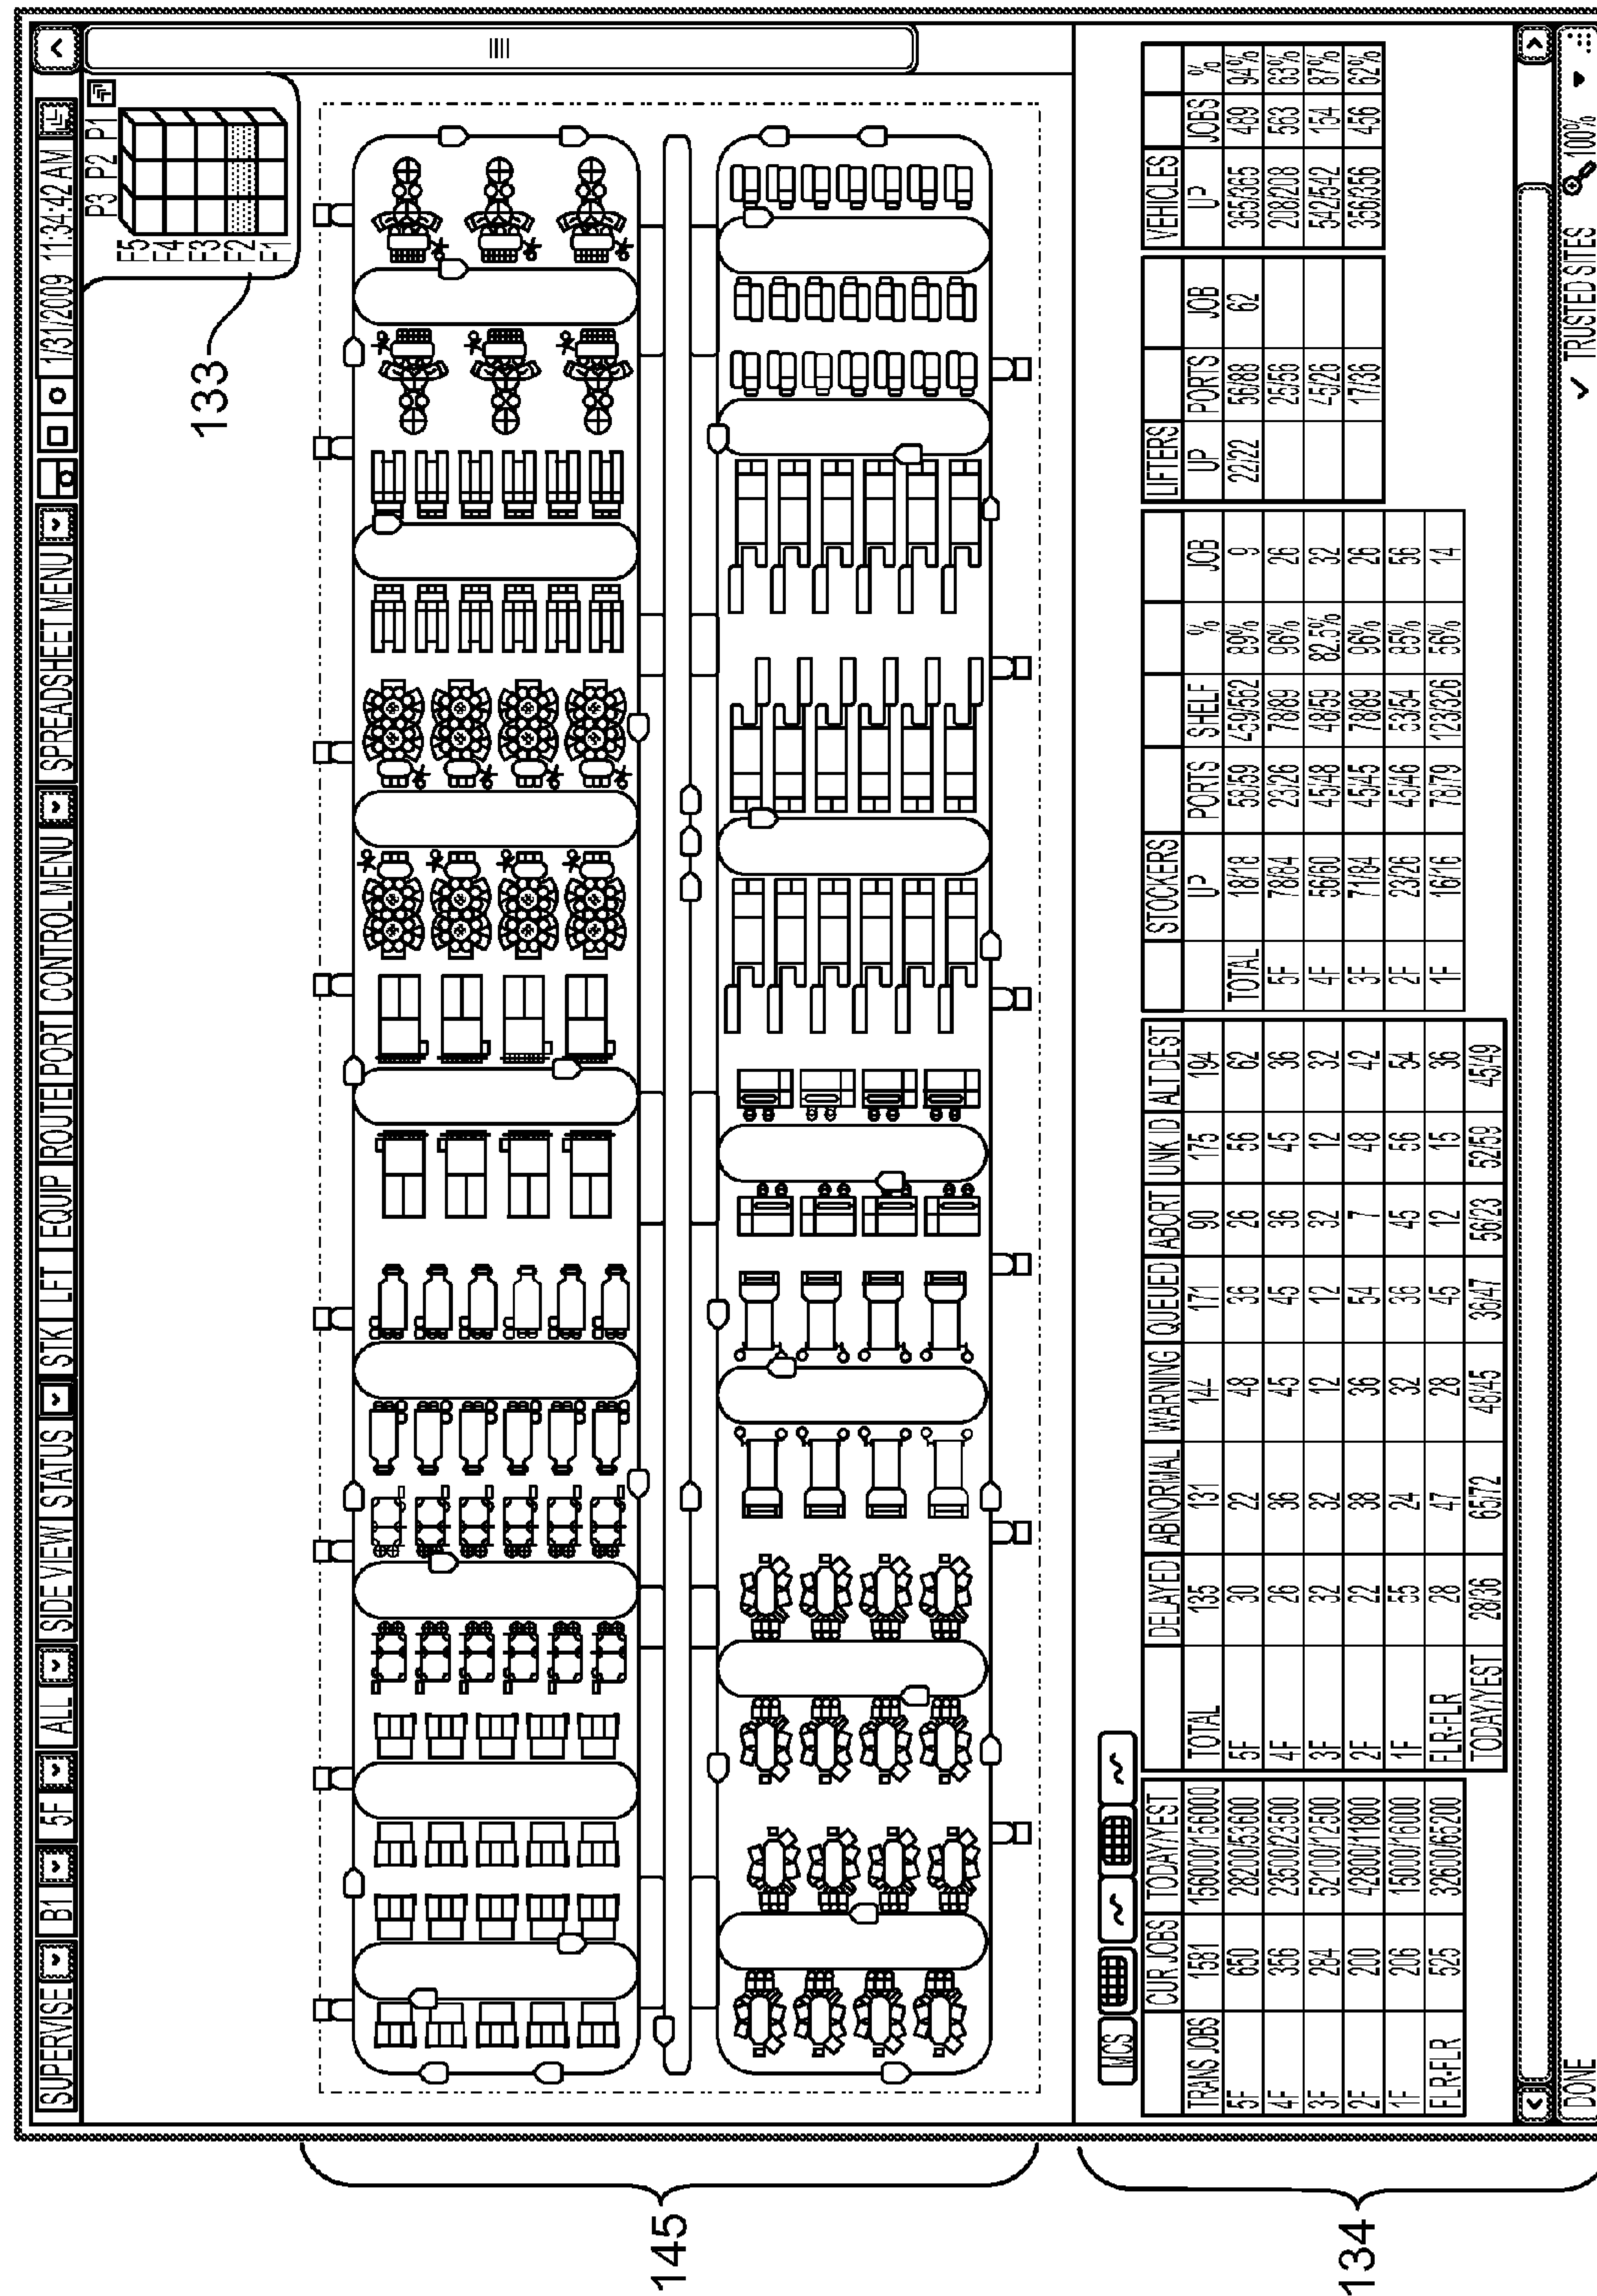 SUPERVISE B1 5F ALL SIDE VIEW STATUS STK LFT EQUIP ROUTE PORT CONTROL MENU SPREADSHEET MENU 1/31/2009 11:34:42 AM
P3 P2 P1
F5
F4
F3
F2
F1
133
145
134
MCS
TRANS JOBS CUR JOBS TODAY/YEST
1581 156000/156000
5F 650 28200/53600
4F 356 23500/23500
3F 284 52100/12500
2F 200 42800/11800
1F 206 15000/16000
FLR-FLR 525 32600/65200
DELAYED ABNORMAL WARNING QUEUED ABORT UNK ID ALT DEST
TOTAL 135 131 144 171 90 175 194
5F 30 22 48 36 26 56 62
4F 26 36 45 45 36 45 36
3F 32 32 12 12 32 12 32
2F 22 38 36 54 7 48 42
1F 55 24 32 36 45 56 54
FLR-FLR 28 47 28 45 12 15 36
TODAY/YEST 28/36 65/72 48/45 36/47 56/23 52/59 45/49
STOCKERS
UP PORTS SHELF % JOB
TOTAL 18/18 58/59 459/562 89% 9
5F 78/84 23/26 78/89 96% 26
4F 56/60 45/48 48/59 82.5% 32
3F 71/84 45/45 78/89 96% 26
2F 23/26 45/46 53/54 85% 56
1F 16/16 78/79 123/326 56% 14
LIFTERS
UP PORTS JOB
22/22 56/88 62
25/56
45/26
17/36
VEHICLES
UP JOBS %
365/365 489 94%
208/208 563 63%
542/542 154 87%
356/356 456 62%
DONE TRUSTED SITES 100%